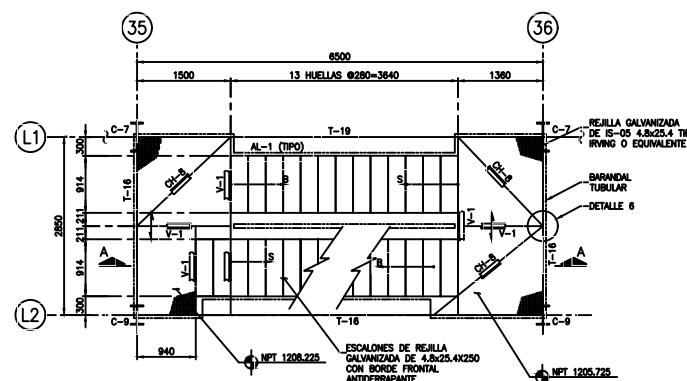 35
36
6500
1500
13 HUELLAS @280=3640
1360
C-7
T-19
C-7
REJILLA GALVANIZADA
DE IS-05 4.8x25.4 TI
IRVING O EQUIVALENTE
L1
AL-1 (TIPO)
300
CH-8
CH-8
T-16
V-1
B
S
BARANDAL
TUBULAR
914
2850
211
211
V-1
V-1
V-1
DETALLE 6
A
V-1
S
B
CH-8
T-16
A
914
300
L2
C-9
T-16
C-9
940
NPT 1208.225
ESCALONES DE REJILLA
GALVANIZADA DE 4.8x25.4X250
CON BORDE FRONTAL
ANTIDERRAPANTE
NPT 1205.725